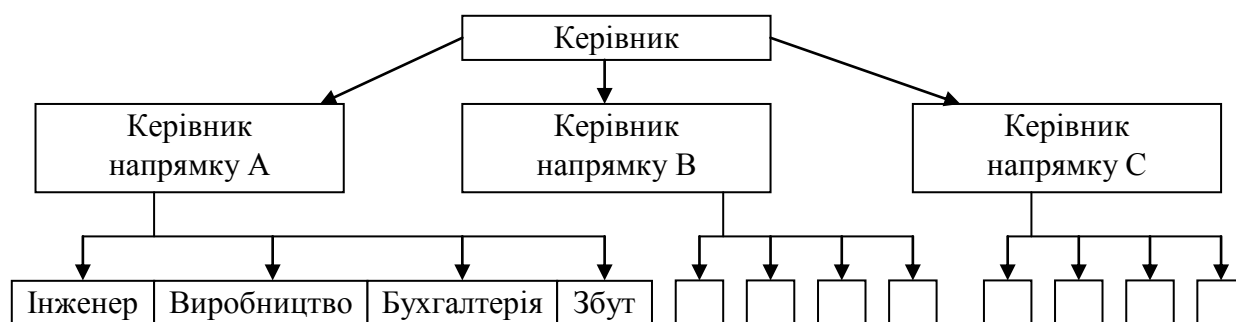 Керівник
Керівник
напрямку А
Керівник
напрямку В
Керівник
напрямку С
Інженер
Виробництво
Бухгалтерія
Збут